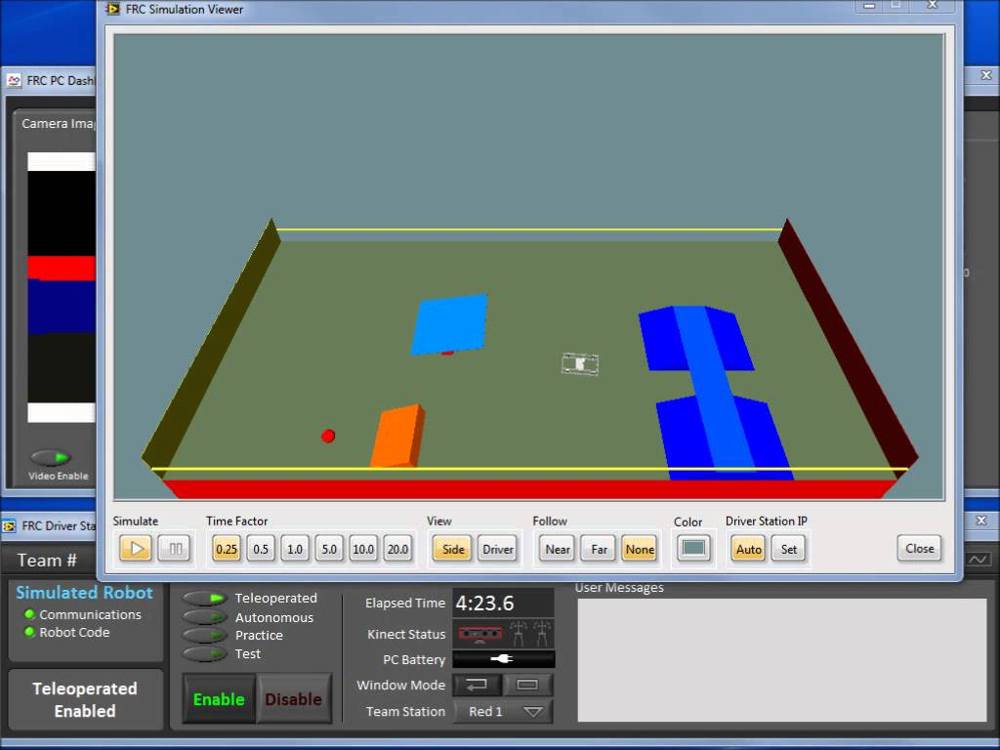 FRC Simulation Viewer
FRC PC Dash
Camera Imag
Video Enable
Simulate
Time Factor
View
Follow
Color
Driver Station IP
0.25 0.5 1.0 5.0 10.0 20.0
Side Driver
Near Far None
Auto Set
Close
FRC Driver Sta
Team #
Simulated Robot
Communications
Robot Code
Teleoperated
Enabled
Teleoperated
Autonomous
Practice
Test
Enable Disable
Elapsed Time 4:23.6
Kinect Status
PC Battery
Window Mode
Team Station Red 1
User Messages